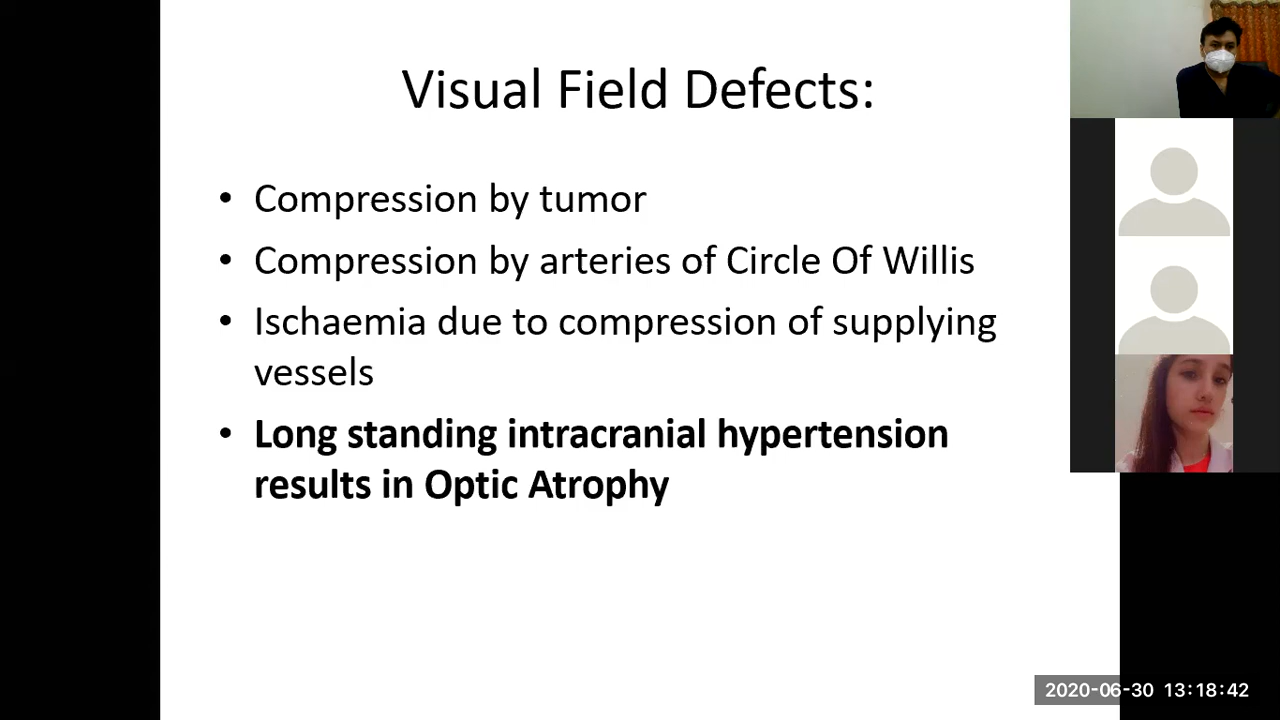 Visual Field Defects:
• Compression by tumor
• Compression by arteries of Circle Of Willis
• Ischaemia due to compression of supplying
vessels
• Long standing intracranial hypertension
results in Optic Atrophy
2020-06-30 13:18:42